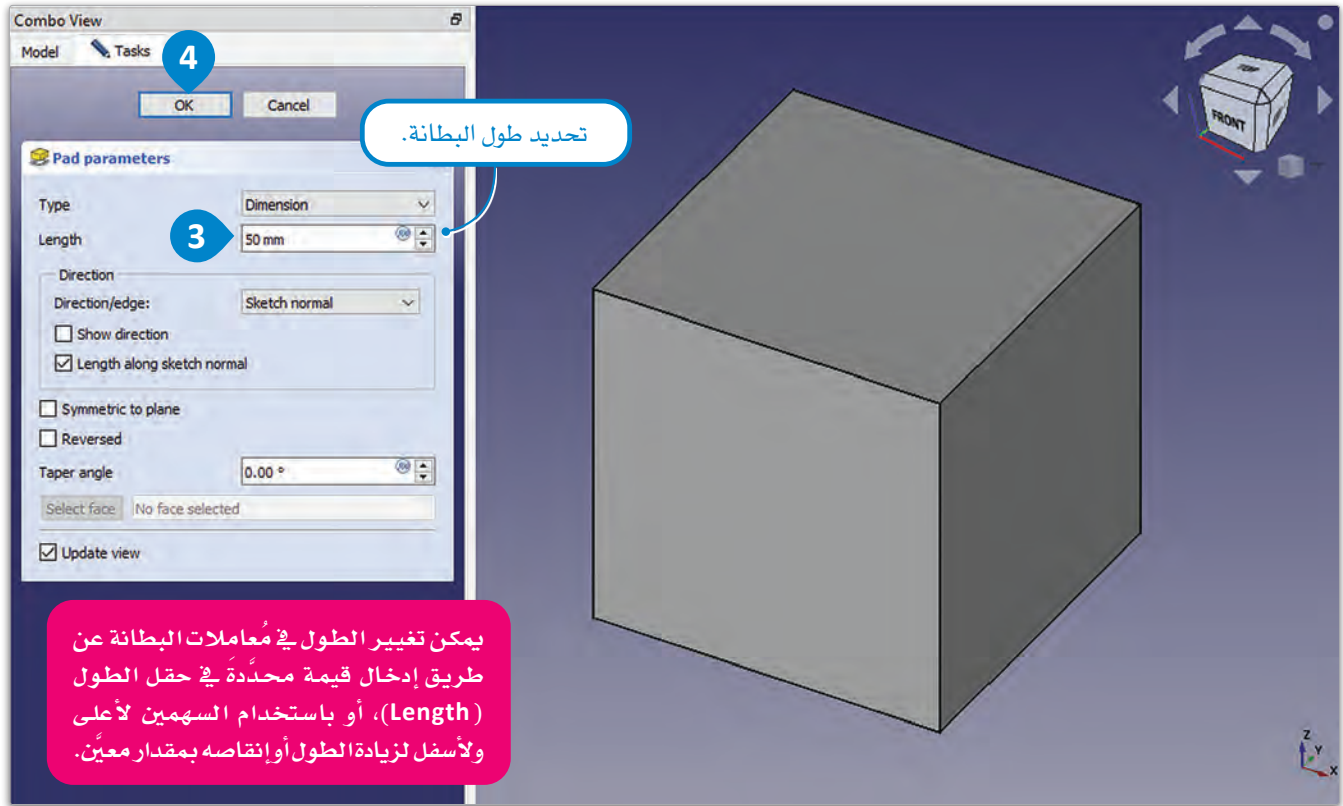 Combo View
Model
Tasks
4
OK
Cancel
تحديد طول البطانة.
Pad parameters
Type
Dimension
Length
3
50 mm
Direction
Direction/edge:
Sketch normal
Show direction
Length along sketch normal
Symmetric to plane
Reversed
Taper angle
0.00 °
Select face
No face selected
Update view
يمكن تغيير الطول في مُعاملات البطانة عن
طريق إدخال قيمة محدَّدةَ في حقل الطول
(Length)، أو باستخدام السهمين لأعلى
ولأسفل لزيادة الطول أو إنقاصه بمقدار معيَّن.
TOP
FRONT
Z
Y
X